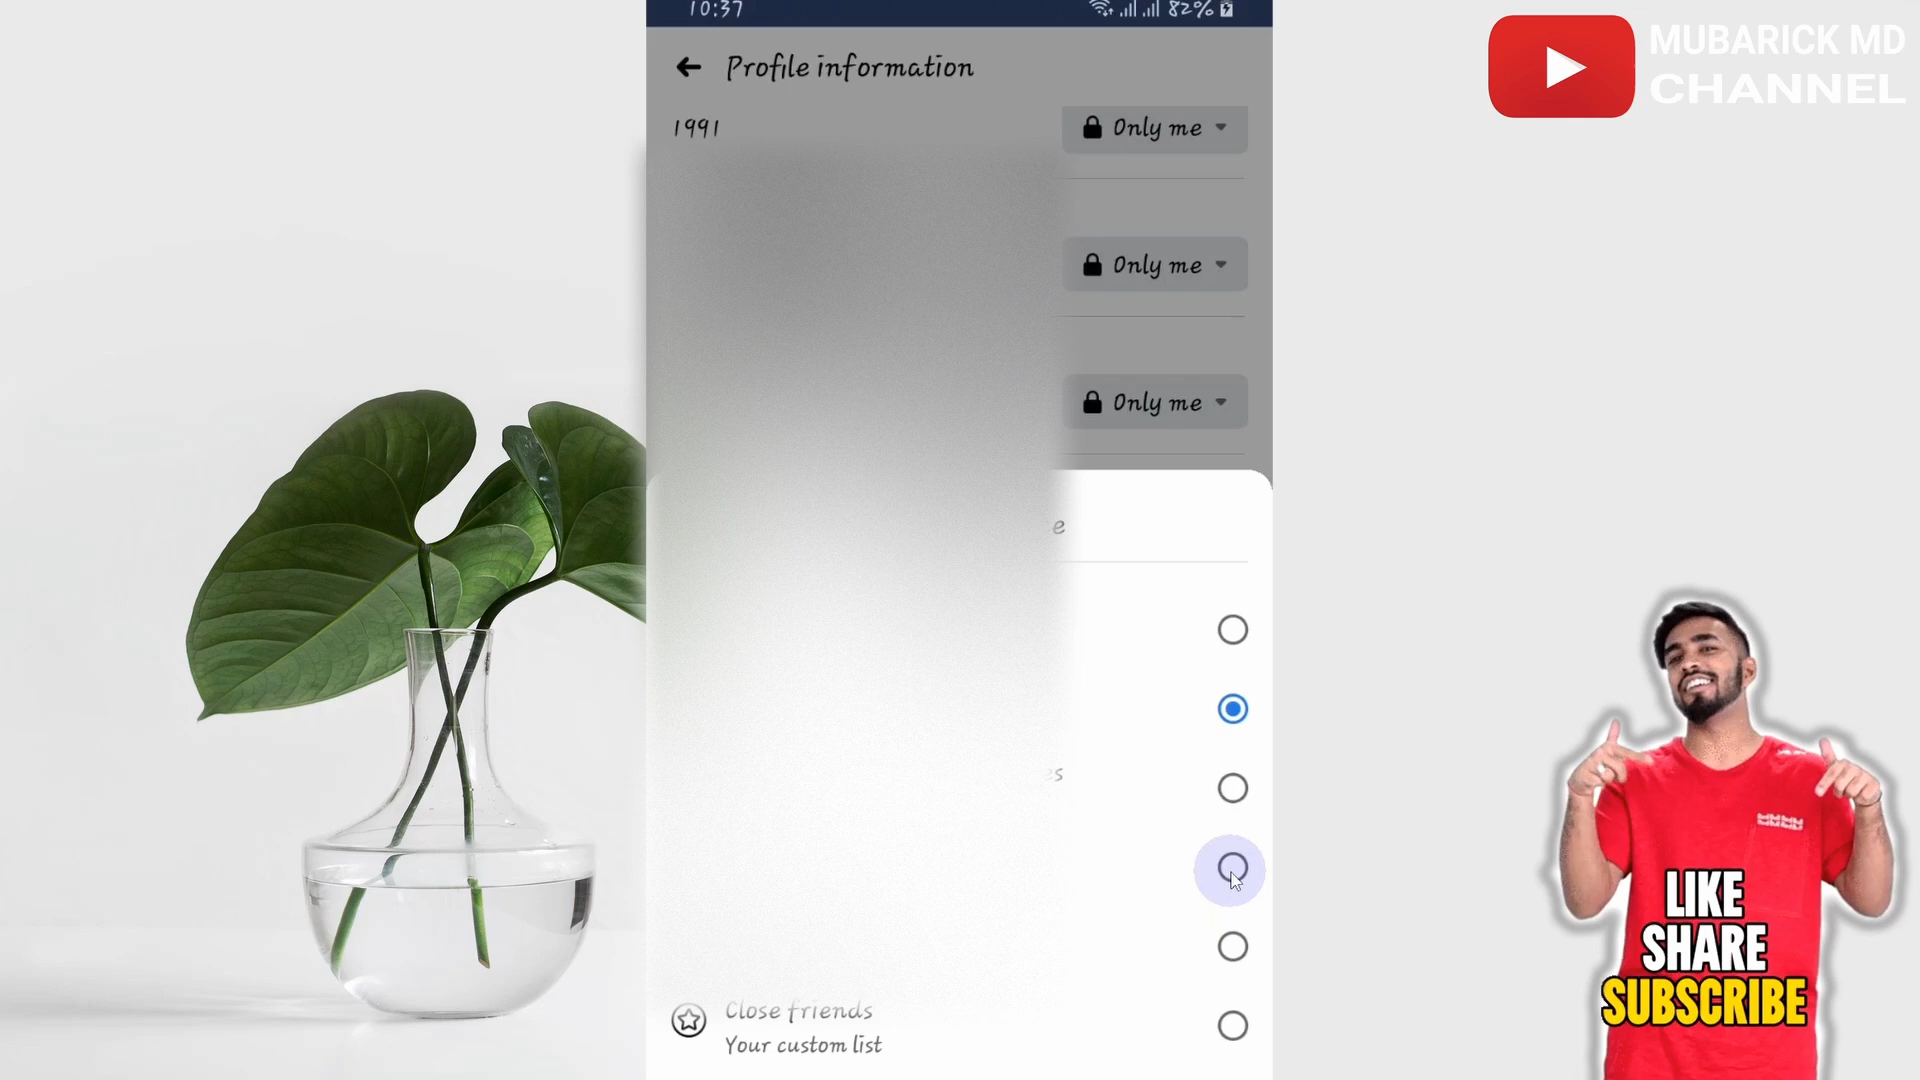 10:37
82%
MUBARICK MD
CHANNEL
Profile information
1991
Only me
Only me
Only me
Close friends
Your custom list
LIKE
SHARE
SUBSCRIBE